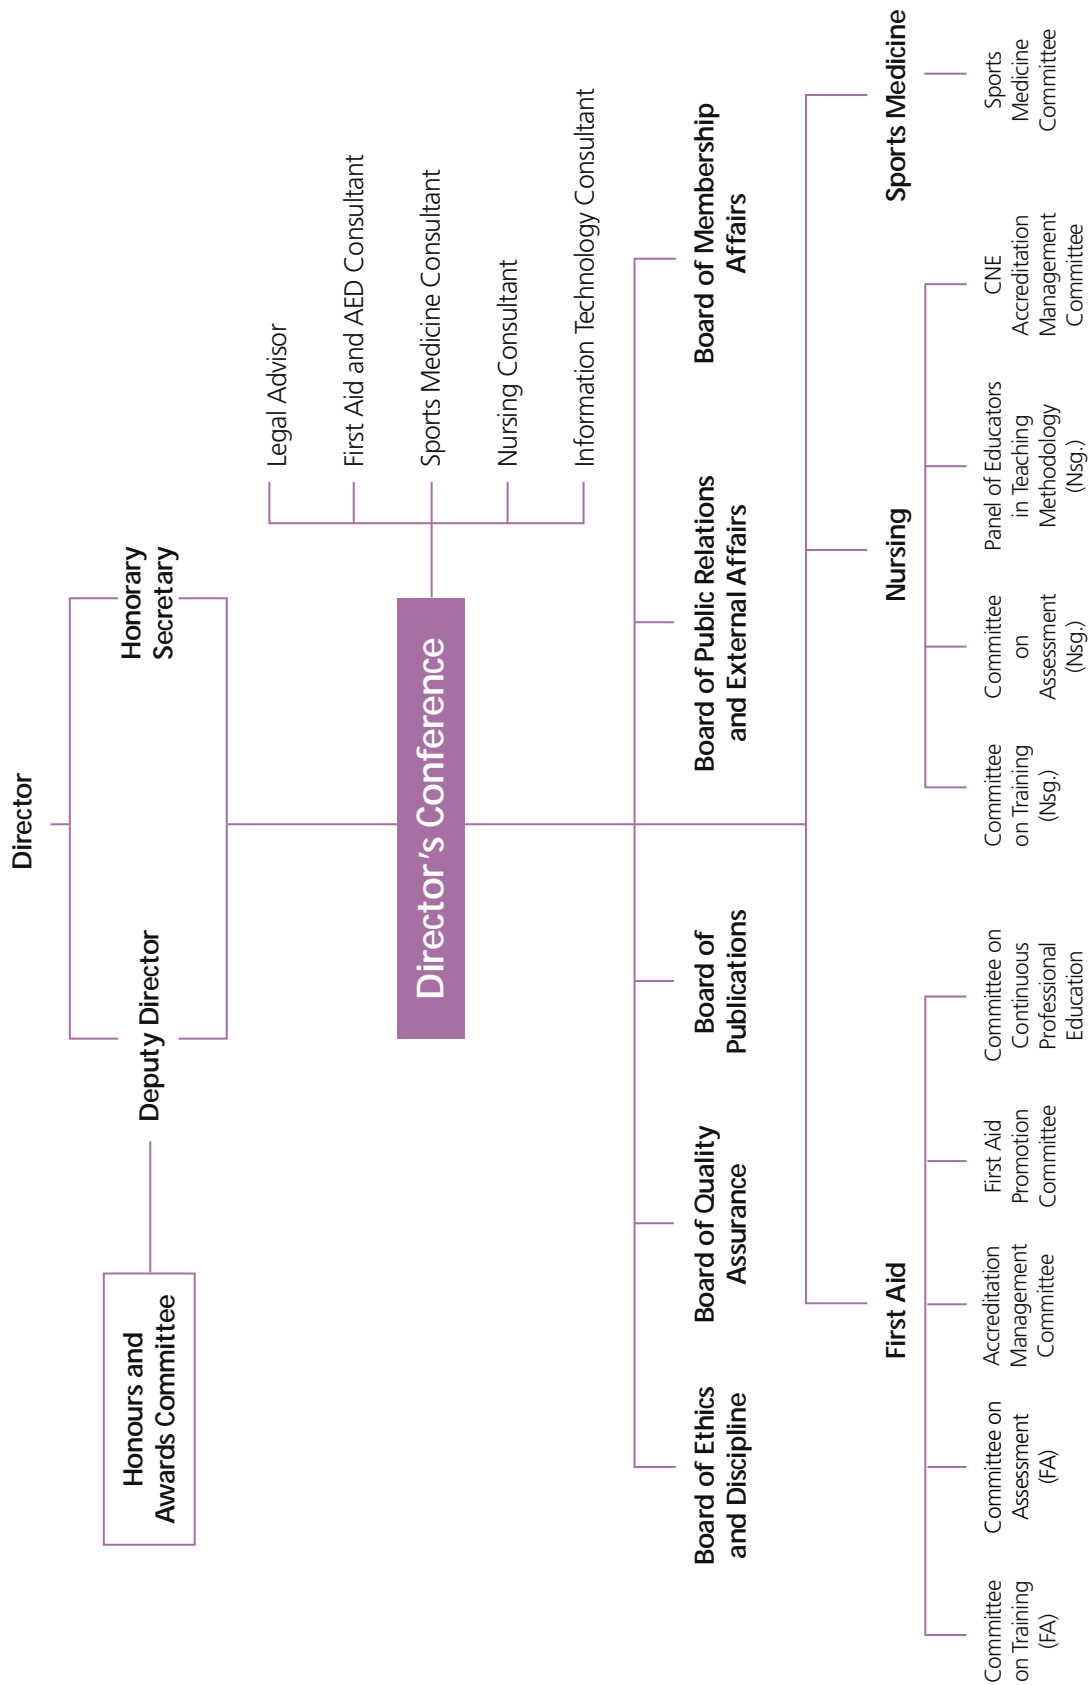 Director
Deputy Director
Honorary
Secretary
Honours and
Awards Committee
Director's Conference
Legal Advisor
First Aid and AED Consultant
Sports Medicine Consultant
Nursing Consultant
Information Technology Consultant
Board of Ethics
and Discipline
Board of Quality
Assurance
Board of
Publications
Board of Public Relations
and External Affairs
Board of Membership
Affairs
First Aid
Nursing
Sports Medicine
Committee
on Training
(FA)
Committee on
Assessment
(FA)
Accreditation
Management
Committee
First Aid
Promotion
Committee
Committee on
Continuous
Professional
Education
Committee
on Training
(Nsg.)
Committee
on
Assessment
(Nsg.)
Panel of Educators
in Teaching
Methodology
(Nsg.)
CNE
Accreditation
Management
Committee
Sports
Medicine
Committee